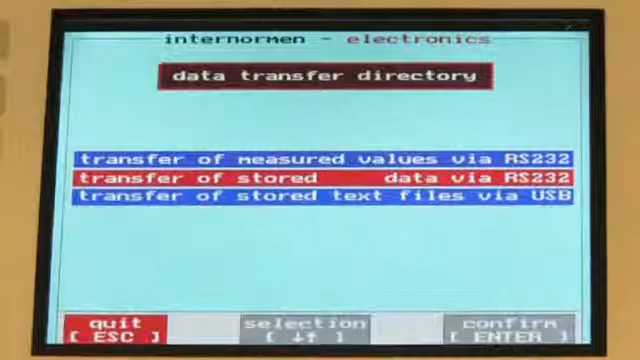 internormen - electronics
data transfer directory
transfer of measured values via RS232
transfer of stored data via RS232
transfer of stored text files via USB
quit selection confirm
[ ESC ] [ ↓↑ ] [ ENTER ]